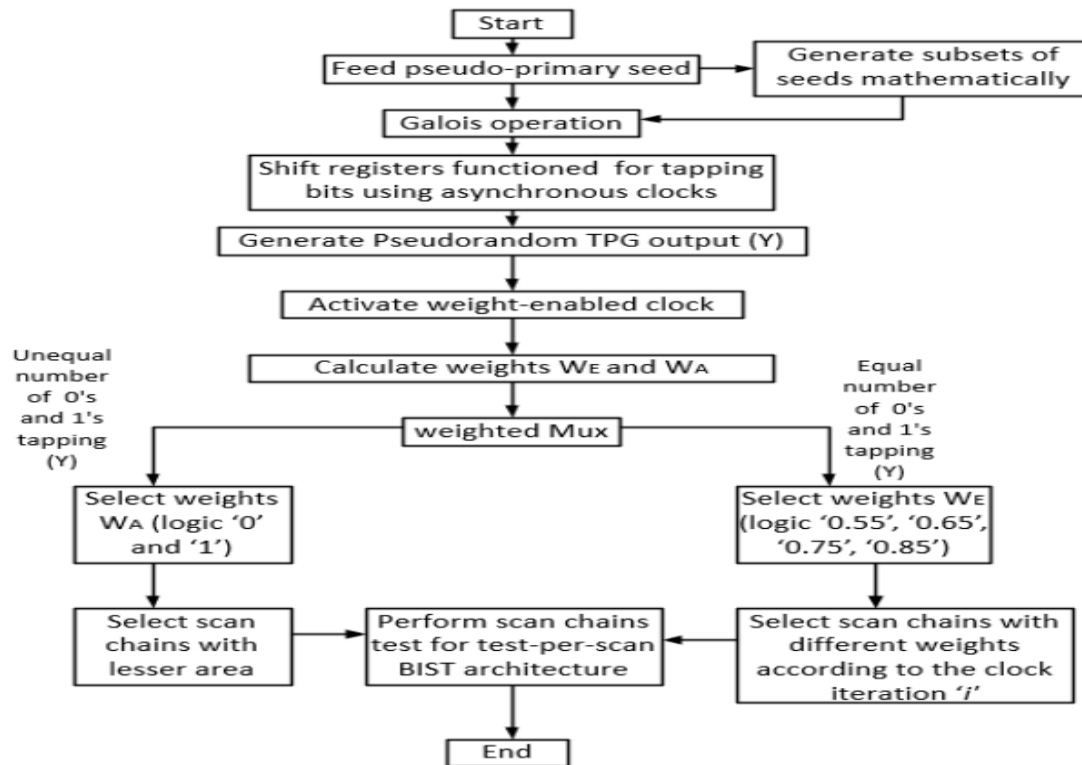 Start
Feed pseudo-primary seed
Generate subsets of
seeds mathematically
Galois operation
Shift registers functioned for tapping
bits using asynchronous clocks
Generate Pseudorandom TPG output (Y)
Activate weight-enabled clock
Calculate weights WE and WA
Unequal
number
of 0's
and 1's
tapping
(Y)
weighted Mux
Equal
number
of 0's
and 1's
tapping
(Y)
Select weights
WA (logic ‘0’
and ‘1’)
Select weights WE
(logic ‘0.55’, ‘0.65’,
‘0.75’, ‘0.85’)
Select scan
chains with
lesser area
Perform scan chains
test for test-per-scan
BIST architecture
Select scan chains with
different weights
according to the clock
iteration ‘i’
End